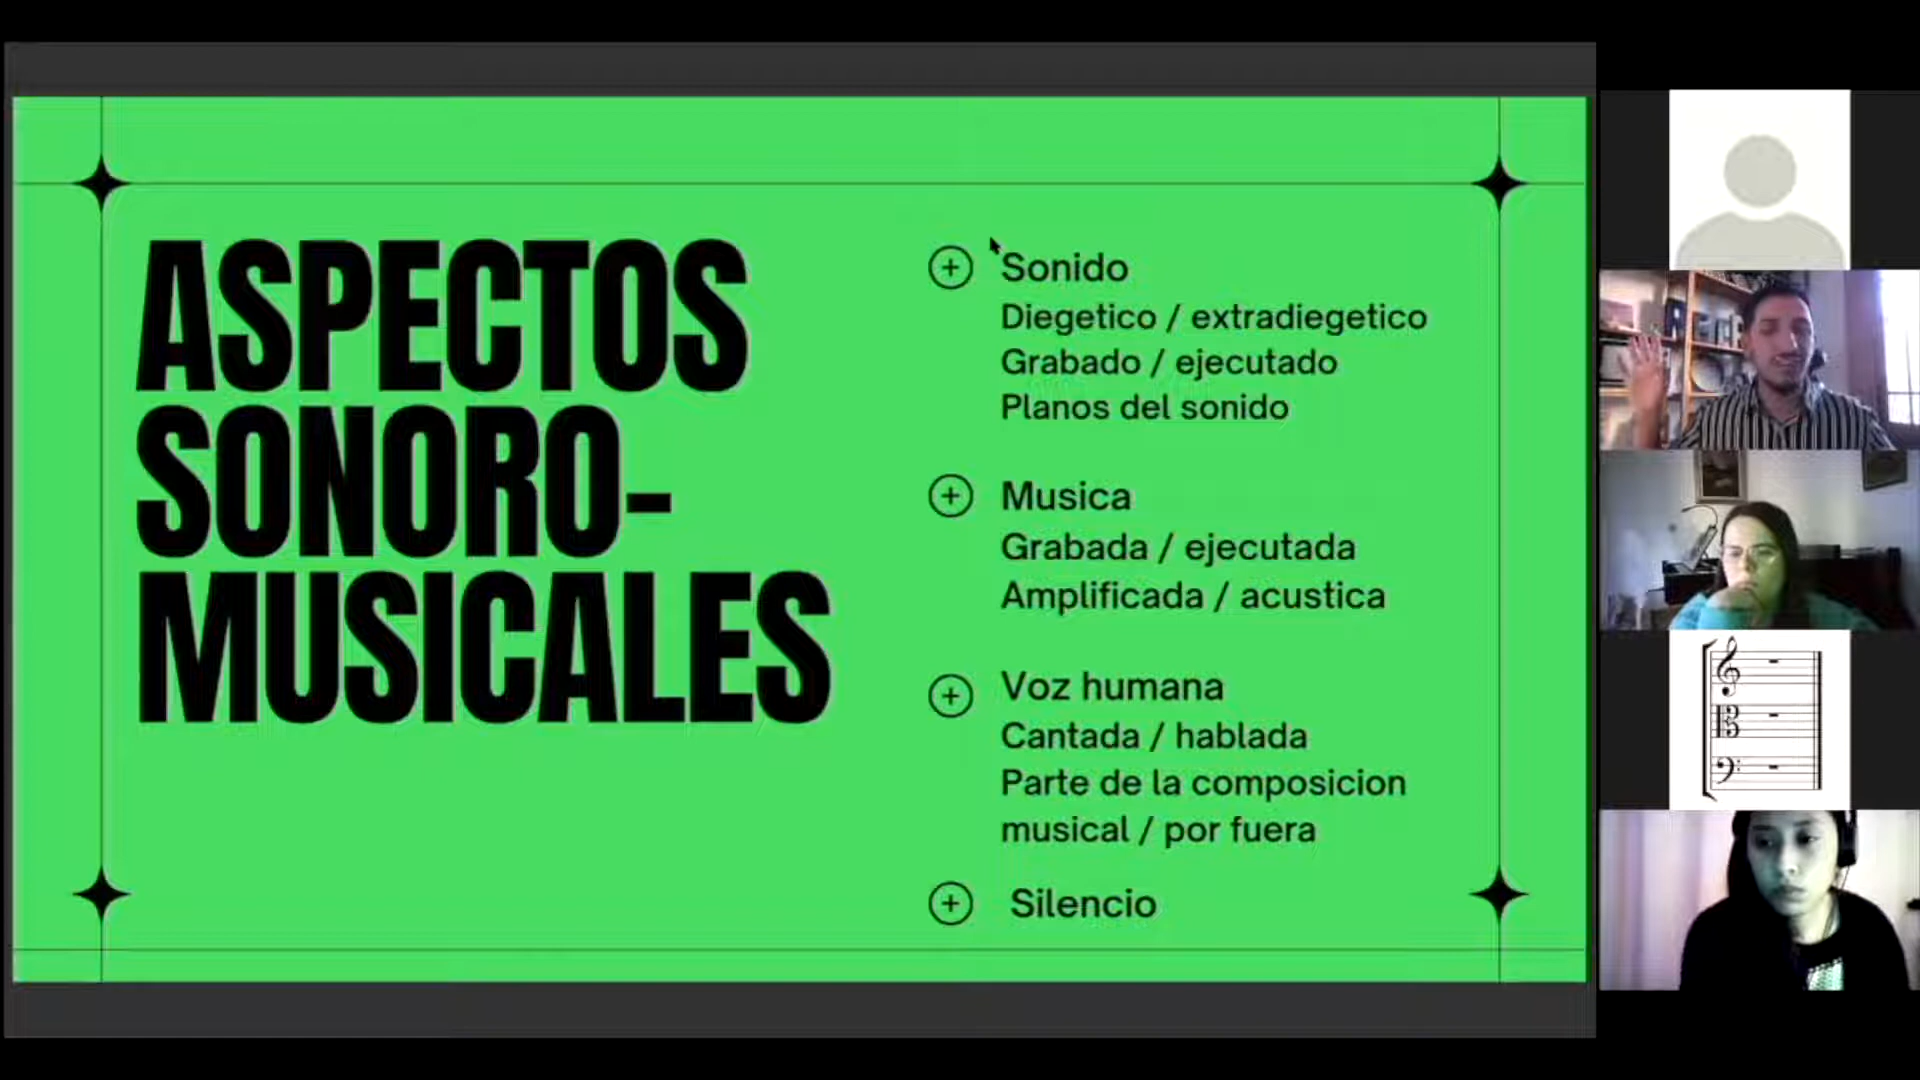 ASPECTOS
SONORO-
MUSICALES
Sonido
Diegetico / extradiegetico
Grabado / ejecutado
Planos del sonido
Musica
Grabada / ejecutada
Amplificada / acustica
Voz humana
Cantada / hablada
Parte de la composicion
musical / por fuera
Silencio